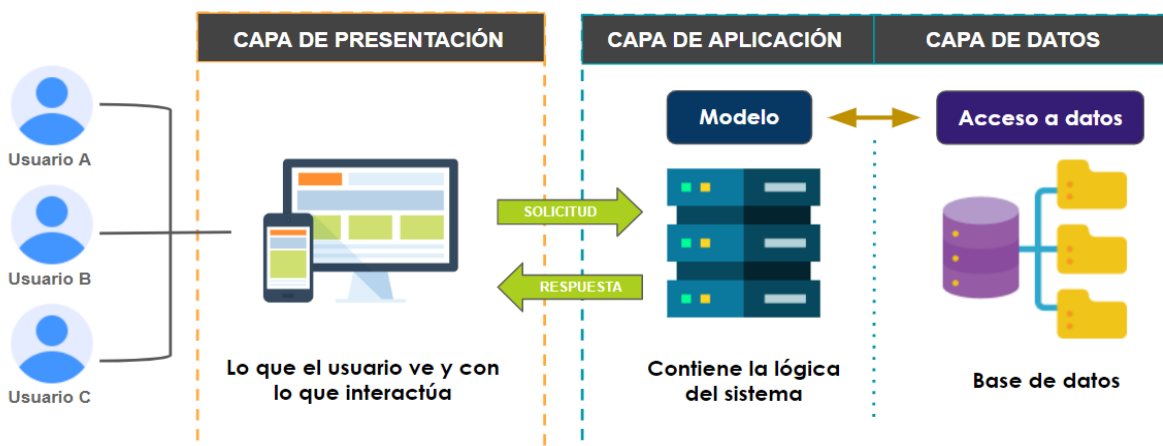 CAPA DE PRESENTACIÓN
CAPA DE APLICACIÓN
CAPA DE DATOS
Usuario A
Usuario B
Usuario C
SOLICITUD
RESPUESTA
Modelo
Acceso a datos
Lo que el usuario ve y con
lo que interactúa
Contiene la lógica
del sistema
Base de datos